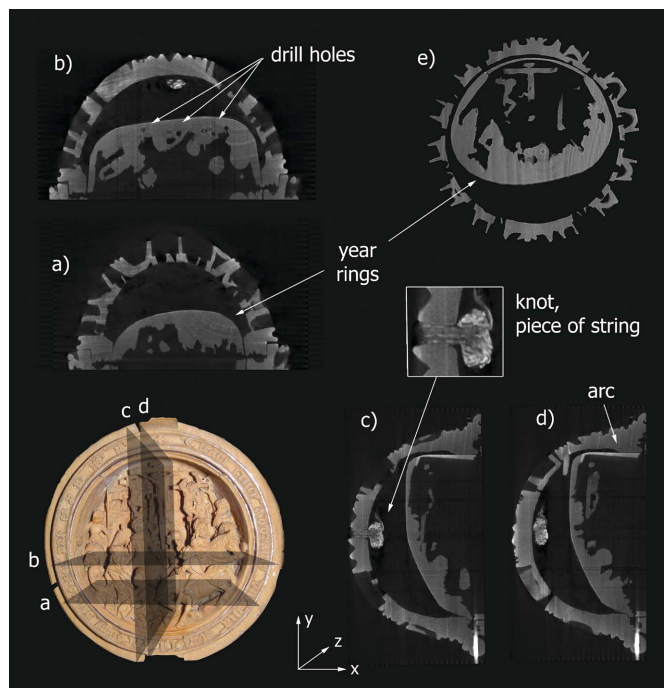 b)
drill holes
e)
a)
year
rings
knot,
piece of string
c d
c)
d)
arc
b
a
y
z
x